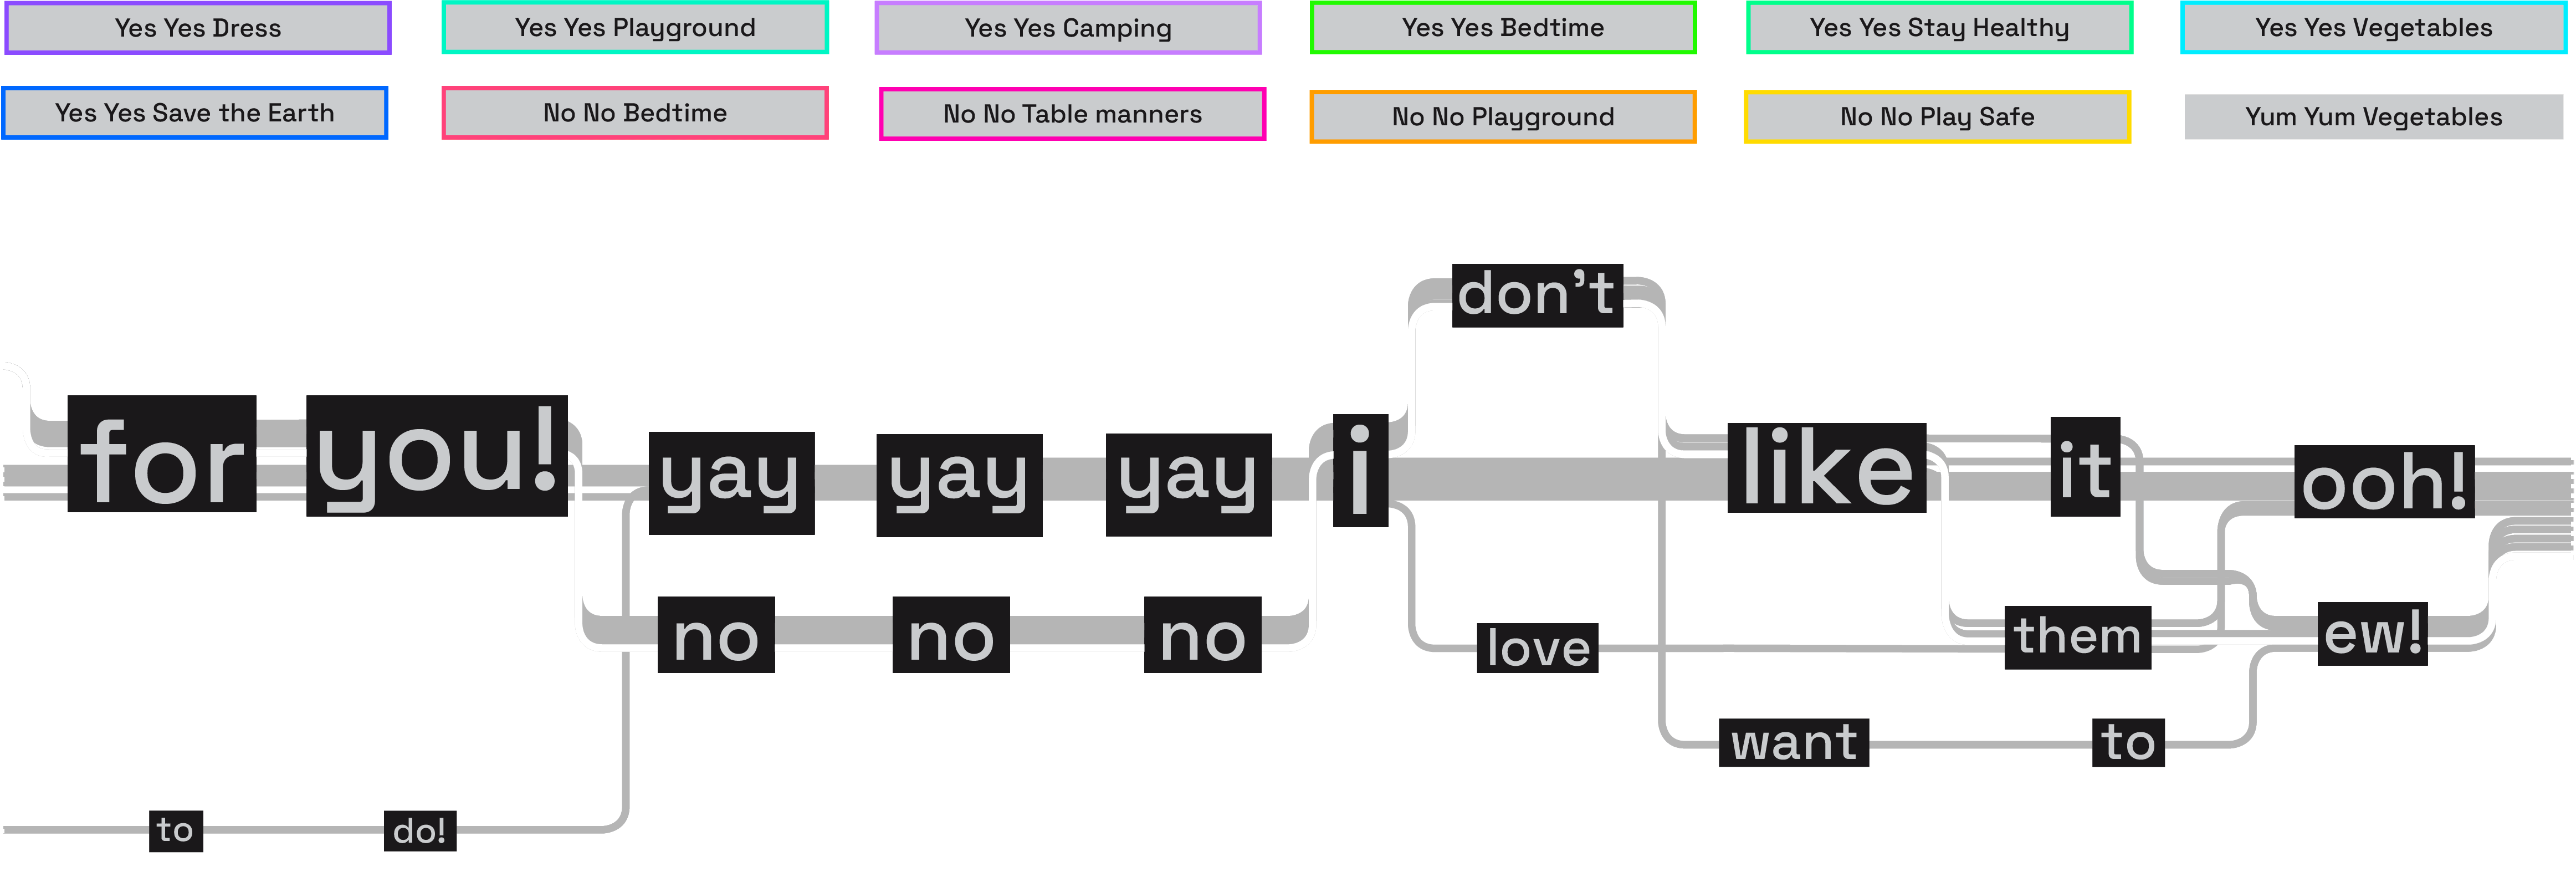 Yes Yes Dress
Yes Yes Playground
Yes Yes Camping
Yes Yes Bedtime
Yes Yes Stay Healthy
Yes Yes Vegetables
Yes Yes Save the Earth
No No Bedtime
No No Table manners
No No Playground
No No Play Safe
Yum Yum Vegetables
don't
for you! yay yay yay i like it ooh!
no no no love them ew!
want to
to do!